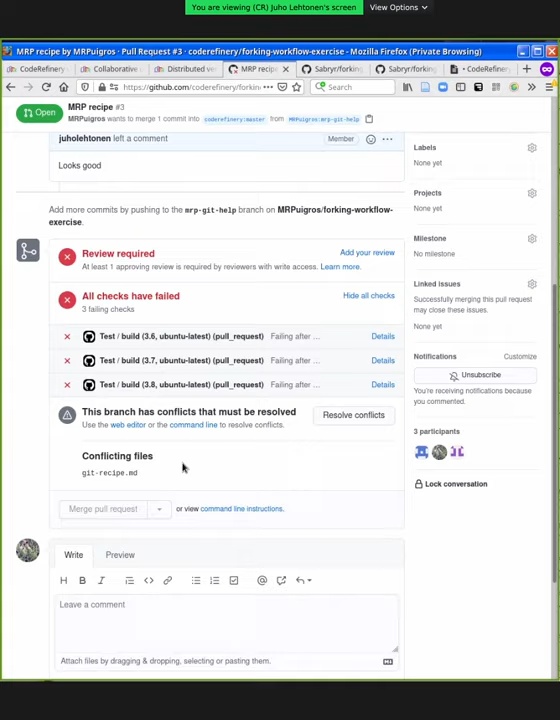 You are viewing (CR) Juho Lehtonen's screen
View Options
MRP recipe by MRPuigros · Pull Request #3 · coderefinery/forking-workflow-exercise - Mozilla Firefox (Private Browsing)
CodeRefinery
Collaborative
Distributed ve
MRP recipe
Sabryr/forkin
Sabryr/forkin
• CodeRefiner
https://github.com/coderefinery/forkin
Search
Open
MRP recipe #3
MRPuigros wants to merge 1 commit into coderefinery:master from MRPuigros:mrp-git-help
juholehtonen left a comment
Member
Looks good
Add more commits by pushing to the mrp-git-help branch on MRPuigros/forking-workflow-
exercise.
Review required
Add your review
At least 1 approving review is required by reviewers with write access. Learn more.
All checks have failed
Hide all checks
3 failing checks
Test / build (3.6, ubuntu-latest) (pull_request) Failing after ... Details
Test / build (3.7, ubuntu-latest) (pull_request) Failing after ... Details
Test / build (3.8, ubuntu-latest) (pull_request) Failing after ... Details
This branch has conflicts that must be resolved
Resolve conflicts
Use the web editor or the command line to resolve conflicts.
Conflicting files
git-recipe.md
Merge pull request
or view command line instructions.
Write
Preview
H B I
Leave a comment
Attach files by dragging & dropping, selecting or pasting them.
Labels
None yet
Projects
None yet
Milestone
No milestone
Linked issues
Successfully merging this pull request
may close these issues.
None yet
Notifications
Customize
Unsubscribe
You're receiving notifications because
you commented.
3 participants
Lock conversation